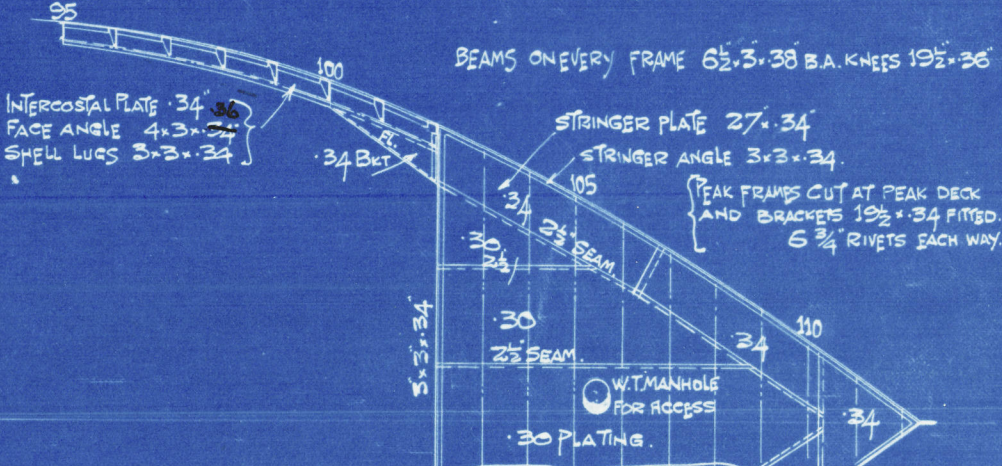 95
BEAMS ON EVERY FRAME 6½×3×·38 B.A. KNEES 19½"×·36"
100
INTERCOSTAL PLATE ·34"
·36
FACE ANGLE 4×3×·34"
SHELL LUGS 3×3×·34
FL.
·34 BKT
STRINGER PLATE 27"×·34"
STRINGER ANGLE 3×3×·34.
105
PEAK FRAMES CUT AT PEAK DECK
AND BRACKETS 19½×·34 FITTED.
6 ¾" RIVETS EACH WAY.
·34
2½" SEAM.
·30
2½"
3"×3"×·34"
·30
2½" SEAM.
·34
110
W.T. MANHOLE
FOR ACCESS
·34
·30 PLATING.